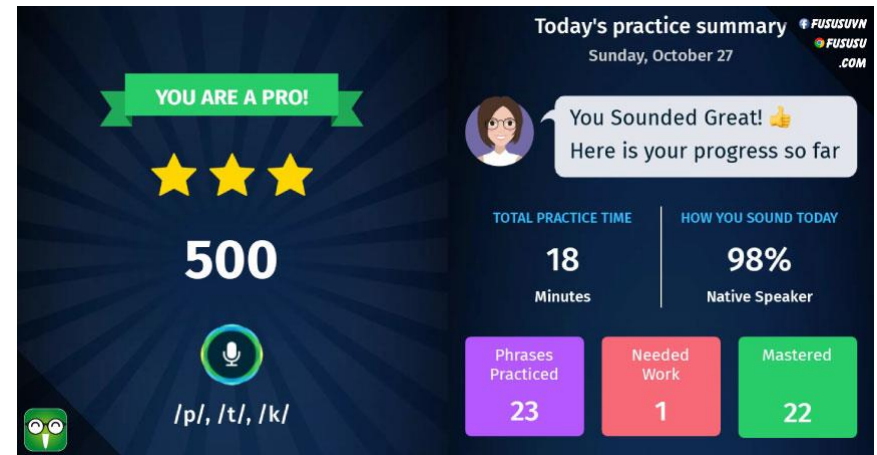 YOU ARE A PRO!
500
/p/, /t/, /k/
Today's practice summary
Sunday, October 27
FUSUSUVN
FUSUSU
.COM
You Sounded Great! 👍
Here is your progress so far
TOTAL PRACTICE TIME
18
Minutes
HOW YOU SOUND TODAY
98%
Native Speaker
Phrases
Practiced
23
Needed
Work
1
Mastered
22